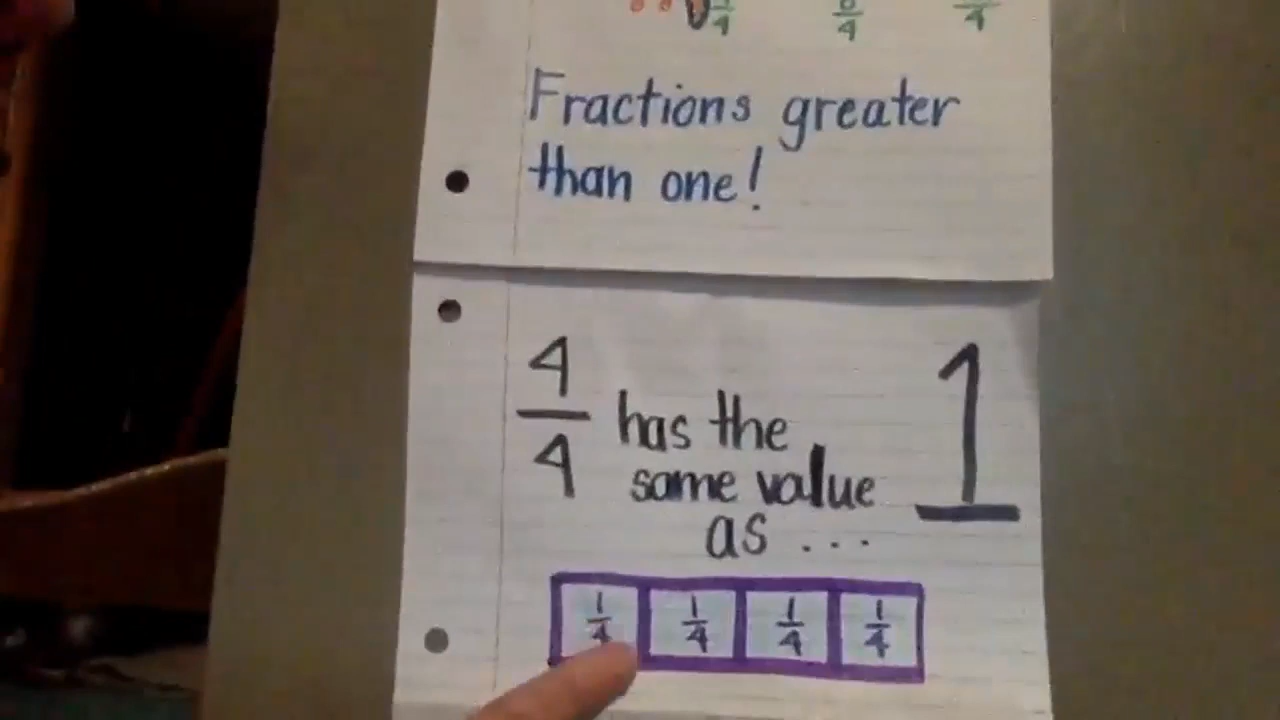 Fractions greater
than one!
4/4 has the 1
same value
as ...
1/4 1/4 1/4 1/4